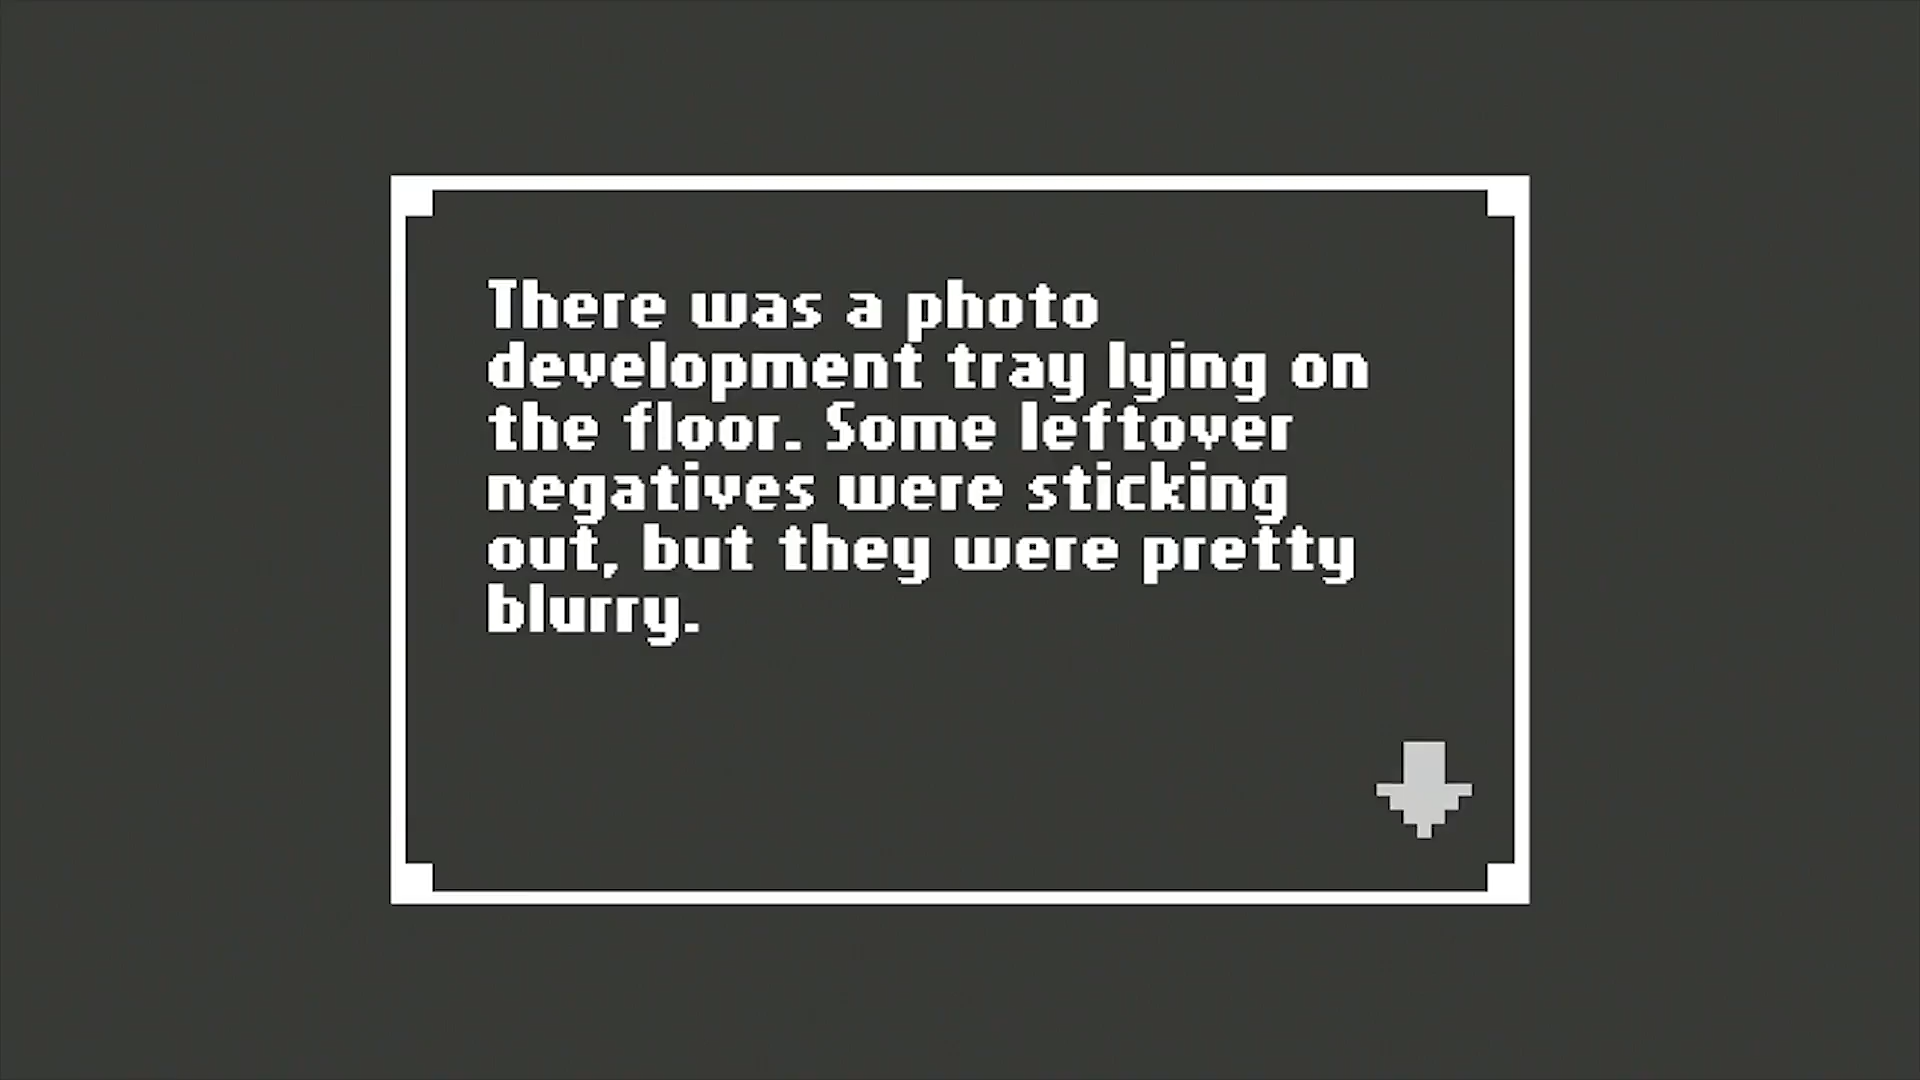 There was a photo
development tray lying on
the floor. Some leftover
negatives were sticking
out, but they were pretty
blurry.